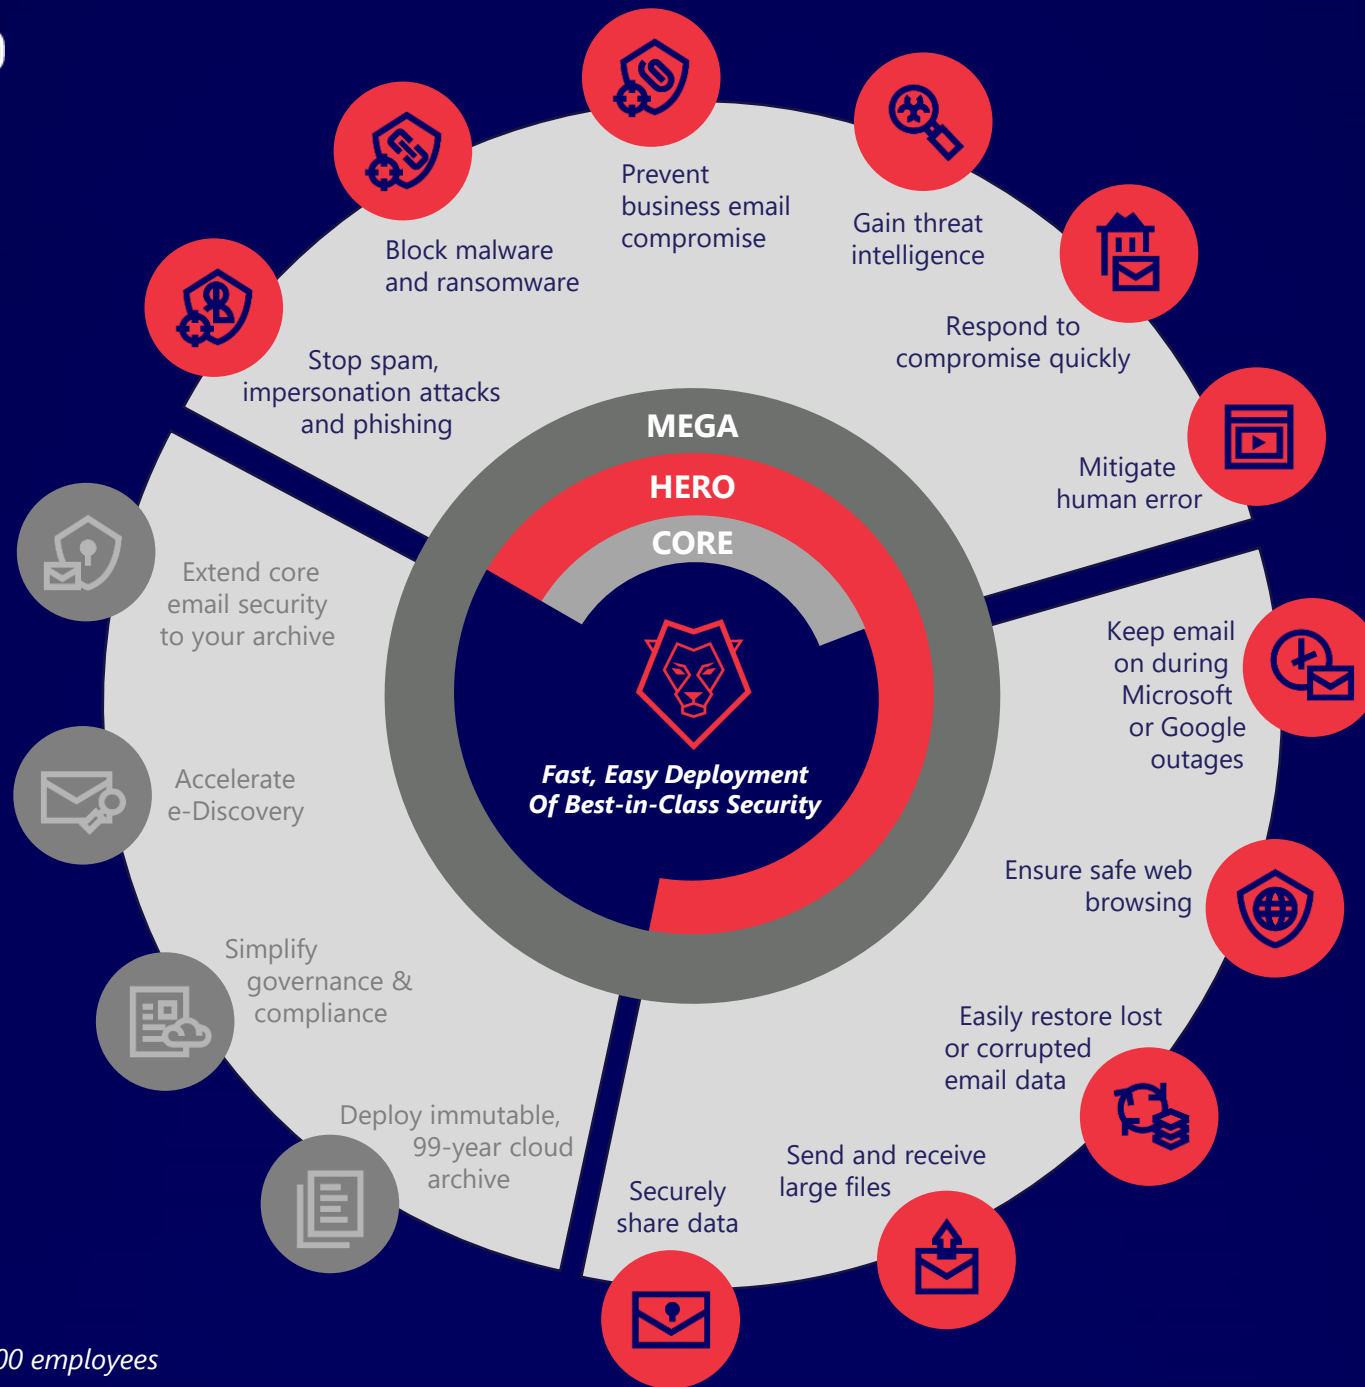 Prevent
business email
compromise
Gain threat
intelligence
Block malware
and ransomware
Respond to
compromise quickly
Stop spam,
impersonation attacks
and phishing
Mitigate
human error
MEGA
HERO
CORE
Fast, Easy Deployment
Of Best-in-Class Security
Keep email
on during
Microsoft
or Google
outages
Ensure safe web
browsing
Easily restore lost
or corrupted
email data
Send and receive
large files
Securely
share data
Extend core
email security
to your archive
Accelerate
e-Discovery
Simplify
governance &
compliance
Deploy immutable,
99-year cloud
archive
00 employees